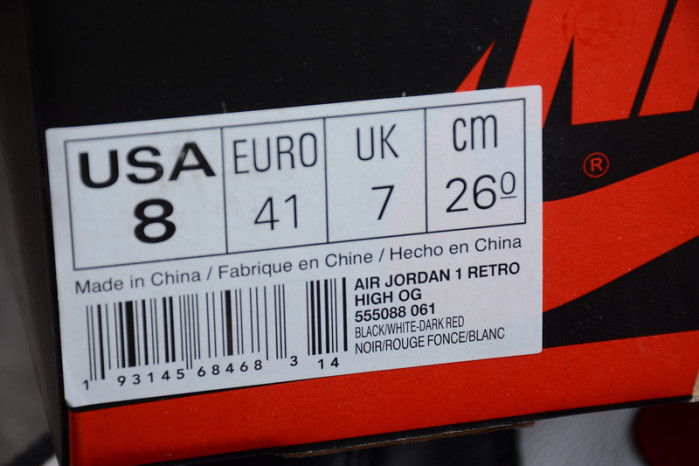 USA EURO UK cm
8 41 7 260
Made in China / Fabrique en Chine / Hecho en China
AIR JORDAN 1 RETRO
HIGH OG
555088 061
BLACK/WHITE-DARK RED
NOIR/ROUGE FONCE/BLANC
1 93145 68468 3 14
®